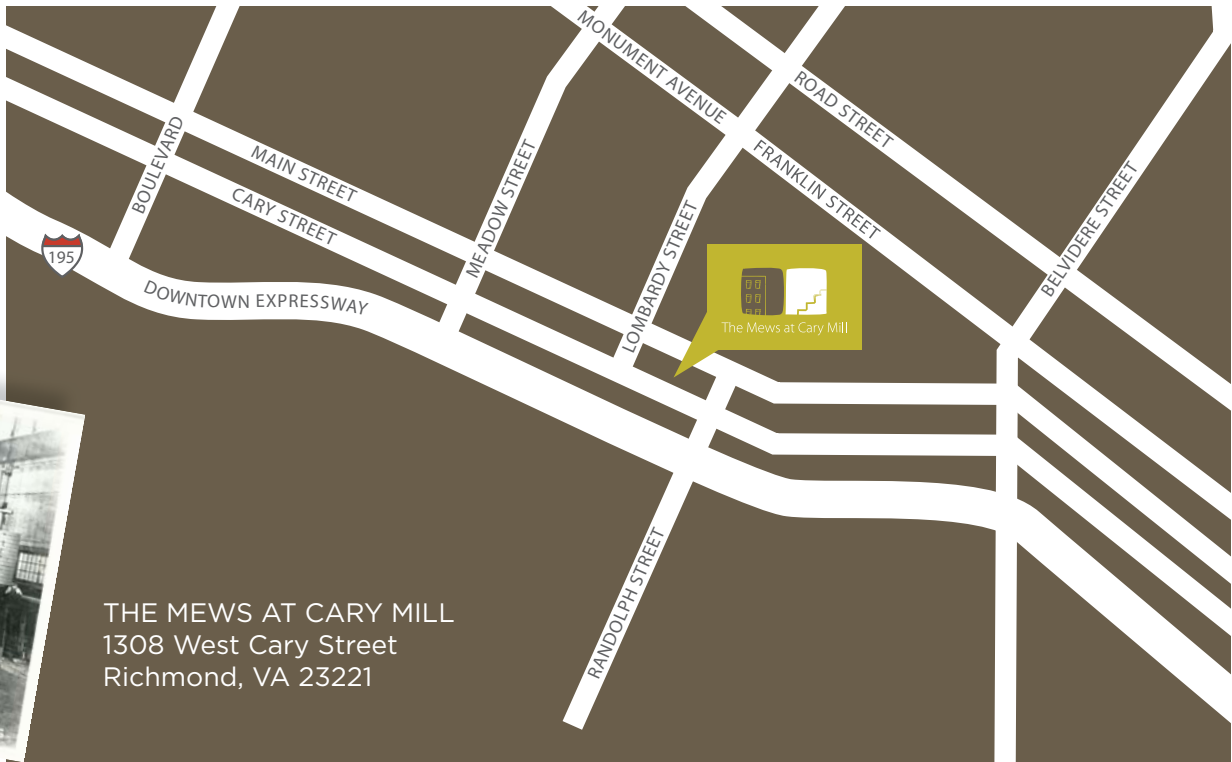 MONUMENT AVENUE
ROAD STREET
BOULEVARD
MAIN STREET
CARY STREET
MEADOW STREET
FRANKLIN STREET
LOMBARDY STREET
BELVIDERE STREET
195
DOWNTOWN EXPRESSWAY
The Mews at Cary Mill
RANDOLPH STREET
THE MEWS AT CARY MILL
1308 West Cary Street
Richmond, VA 23221